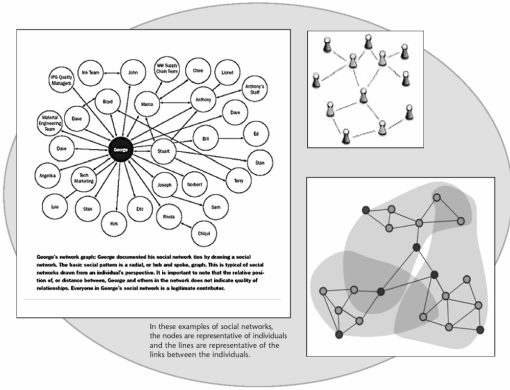 IPG Quality
Managers
Ink Team
John
WW Supply
Chain Team
Chee
Lionel
Anthony's
Staff
Brad
Marco
Anthony
Dave
Material
Engineering
Team
Dave
Bill
Ed
Dave
George
Stuart
Stan
Angelika
Tech
Marketing
Joseph
Norbert
Terry
Lou
Stan
Kirk
Eric
Sam
Freda
Chiqui
George's network graph: George documented his social network ties by drawing a social
network. The basic social pattern is a radial, or hub and spoke, graph. This is typical of social
networks drawn from an individual's perspective. It is important to note that the relative posi-
tion of, or distance between, George and others in the network does not indicate quality of
relationships. Everyone in George's social network is a legitimate contributor.
In these examples of social networks,
the nodes are representative of individuals
and the lines are representative of the
links between the individuals.